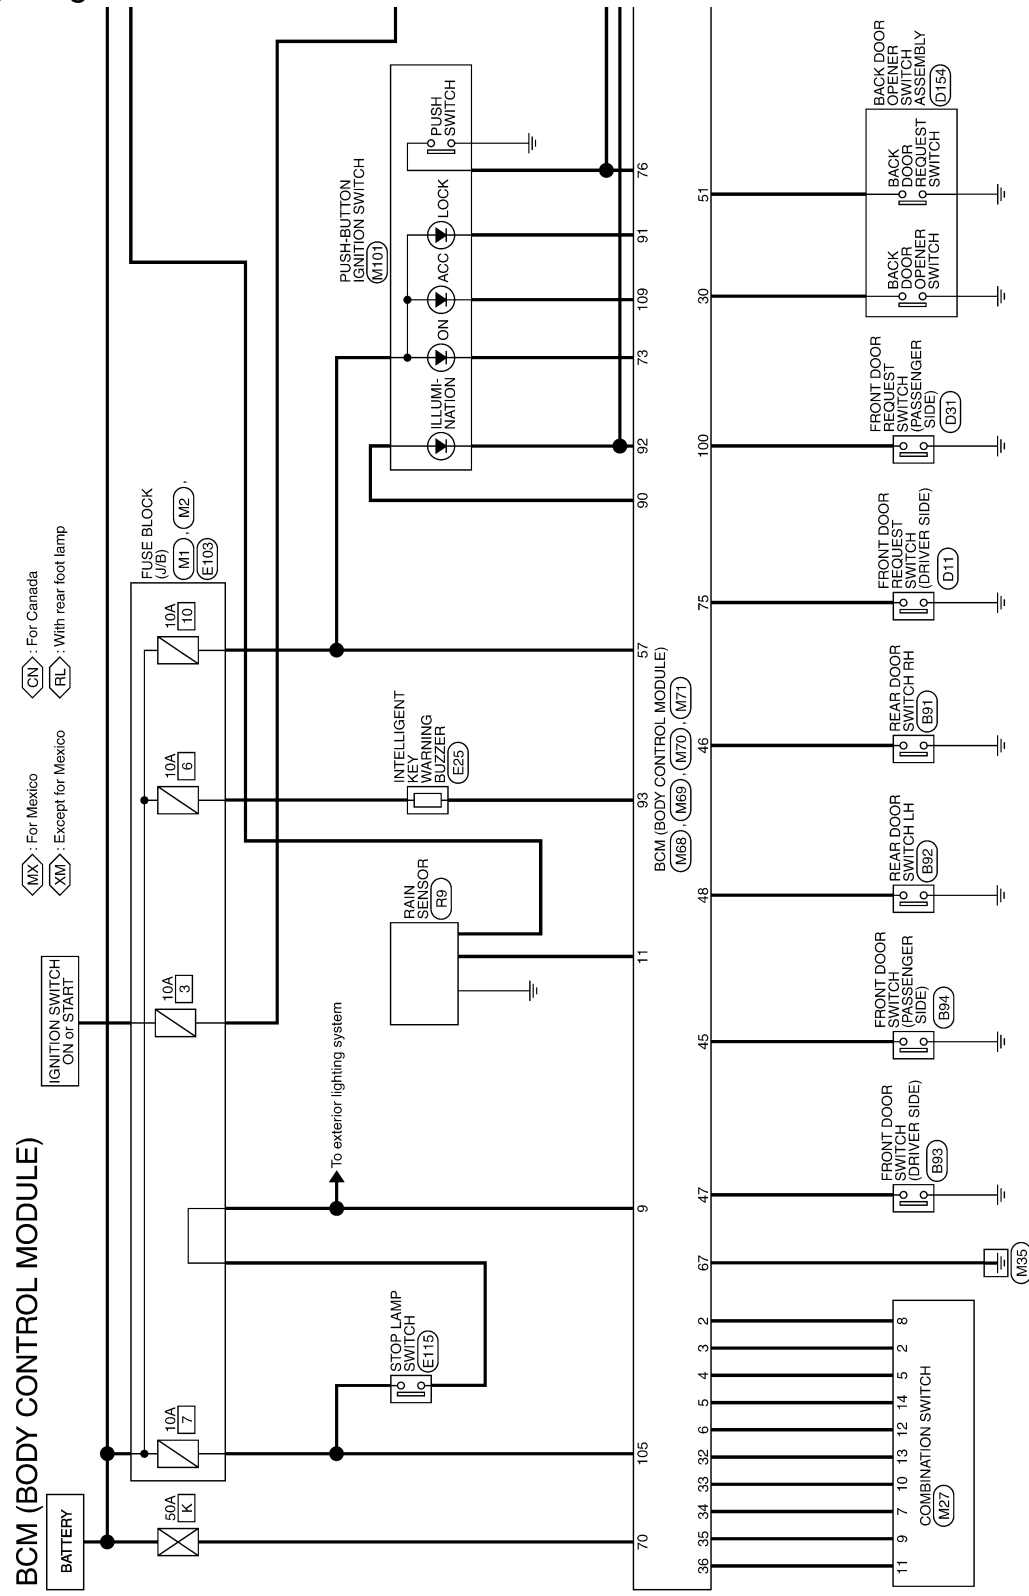 BCM (BODY CONTROL MODULE)
MX : For Mexico
XM : Except for Mexico
CN : For Canada
RL : With rear foot lamp
BATTERY
IGNITION SWITCH
ON or START
50A
K
10A
7
10A
3
10A
6
10A
10
FUSE BLOCK
(J/B)
M1 , M2 ,
E103
STOP LAMP
SWITCH
E115
To exterior lighting system
RAIN
SENSOR
R9
INTELLIGENT
KEY
WARNING
BUZZER
E25
PUSH-BUTTON
IGNITION SWITCH
M101
ILLUMI-
NATION
ON
ACC
LOCK
PUSH
SWITCH
70
105
9
11
93
57
90
92
73
109
91
76
BCM (BODY CONTROL MODULE)
M68 , M69 , M70 , M71
36
35
34
33
32
6
5
4
3
2
67
47
45
48
46
75
100
30
51
11
9
7
10
13
12
14
5
2
8
COMBINATION SWITCH
M27
M35
FRONT DOOR
SWITCH
(DRIVER SIDE)
B93
FRONT DOOR
SWITCH
(PASSENGER
SIDE)
B94
REAR DOOR
SWITCH LH
B92
REAR DOOR
SWITCH RH
B91
FRONT DOOR
REQUEST
SWITCH
(DRIVER SIDE)
D11
FRONT DOOR
REQUEST
SWITCH
(PASSENGER
SIDE)
D31
BACK
DOOR
OPENER
SWITCH
BACK
DOOR
REQUEST
SWITCH
BACK DOOR
OPENER
SWITCH
ASSEMBLY
D154